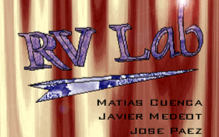 RV Lab
MATIAS CUENCA
JAVIER MEDEOT
JOSE PAEZ